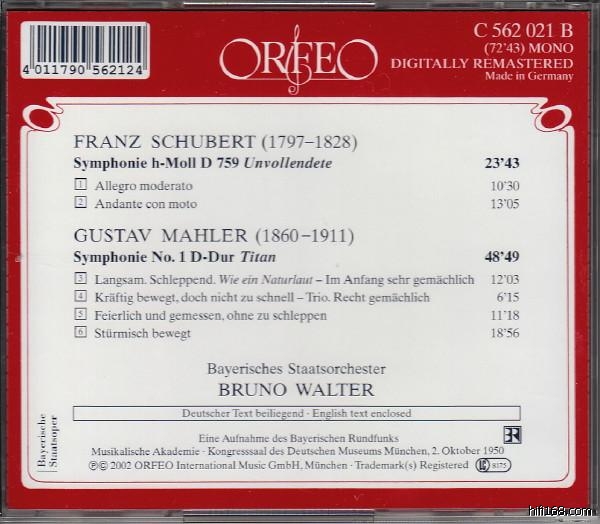 4 011790 562124
ORFEO
C 562 021 B
(72'43) MONO
DIGITALLY REMASTERED
Made in Germany
FRANZ SCHUBERT (1797–1828)
Symphonie h-Moll D 759 Unvollendete 23'43
1 Allegro moderato 10'30
2 Andante con moto 13'05
GUSTAV MAHLER (1860–1911)
Symphonie No. 1 D-Dur Titan 48'49
3 Langsam. Schleppend. Wie ein Naturlaut – Im Anfang sehr gemächlich 12'03
4 Kräftig bewegt, doch nicht zu schnell – Trio. Recht gemächlich 6'15
5 Feierlich und gemessen, ohne zu schleppen 11'18
6 Stürmisch bewegt 18'56
Bayerisches Staatsorchester
BRUNO WALTER
Deutscher Text beiliegend · English text enclosed
Bayerische
Staatsoper
Eine Aufnahme des Bayerischen Rundfunks
Musikalische Akademie · Kongresssaal des Deutschen Museums München, 2. Oktober 1950
℗© 2002 ORFEO International Music GmbH, München · Trademark(s) Registered
LC 8175
hifi168.com